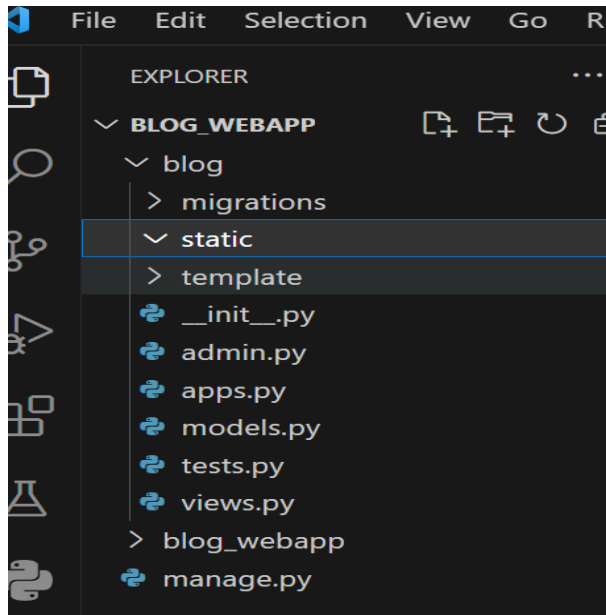 File Edit Selection View Go R
EXPLORER
BLOG_WEBAPP
blog
migrations
static
template
__init__.py
admin.py
apps.py
models.py
tests.py
views.py
blog_webapp
manage.py